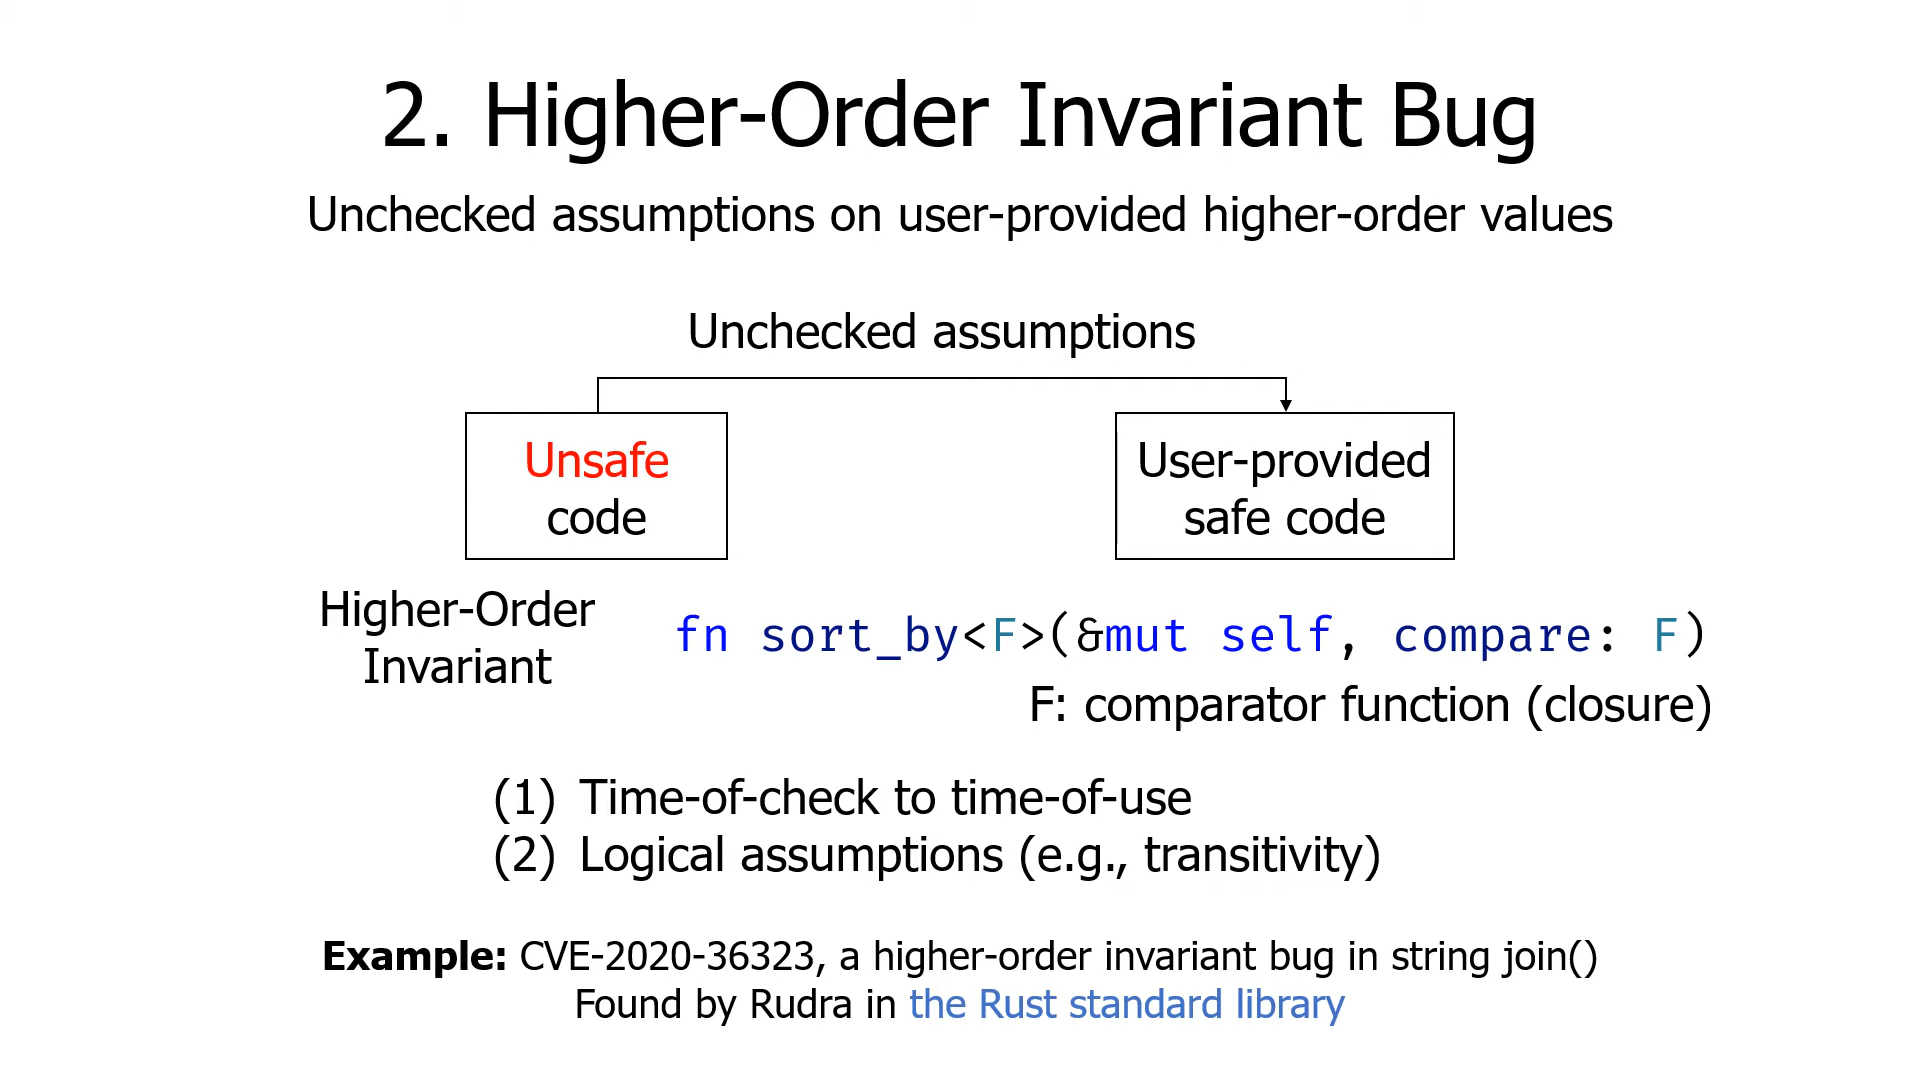 2. Higher-Order Invariant Bug
Unchecked assumptions on user-provided higher-order values
Unchecked assumptions
Unsafe
code
User-provided
safe code
Higher-Order
Invariant
fn sort_by<F>(&mut self, compare: F)
F: comparator function (closure)
(1) Time-of-check to time-of-use
(2) Logical assumptions (e.g., transitivity)
Example: CVE-2020-36323, a higher-order invariant bug in string join()
Found by Rudra in the Rust standard library